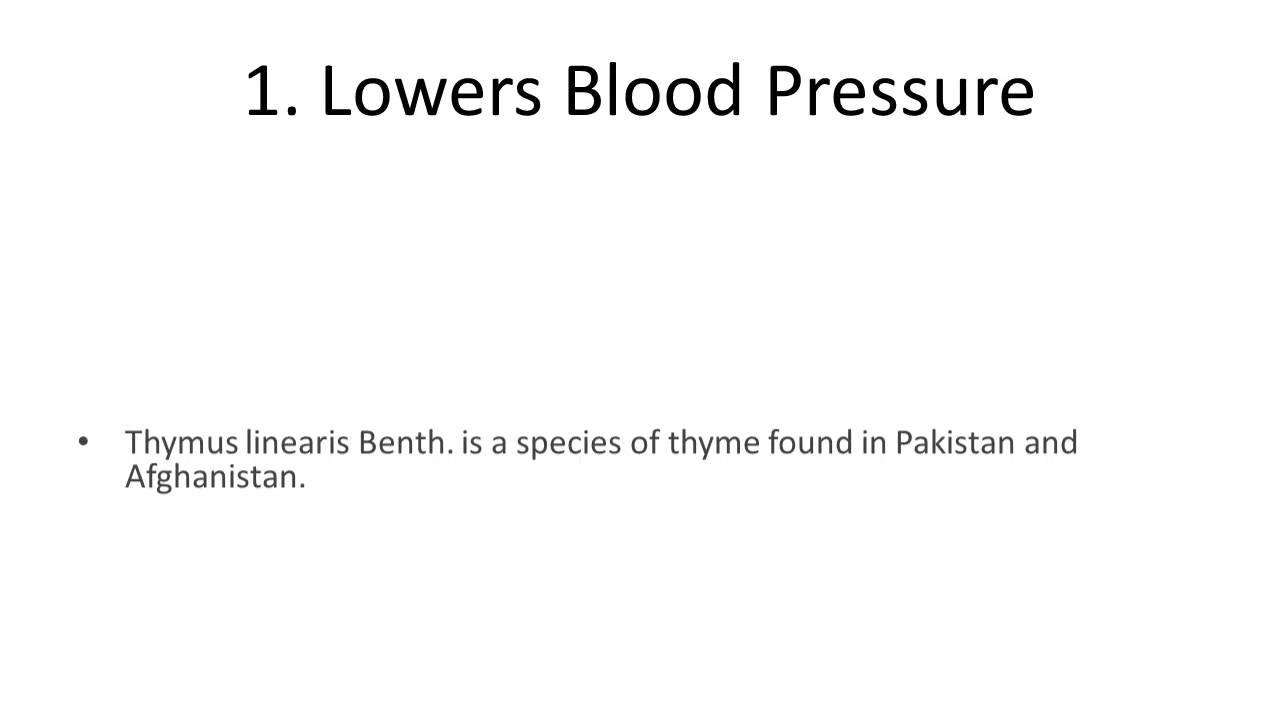 1. Lowers Blood Pressure
• Thymus linearis Benth. is a species of thyme found in Pakistan and
Afghanistan.